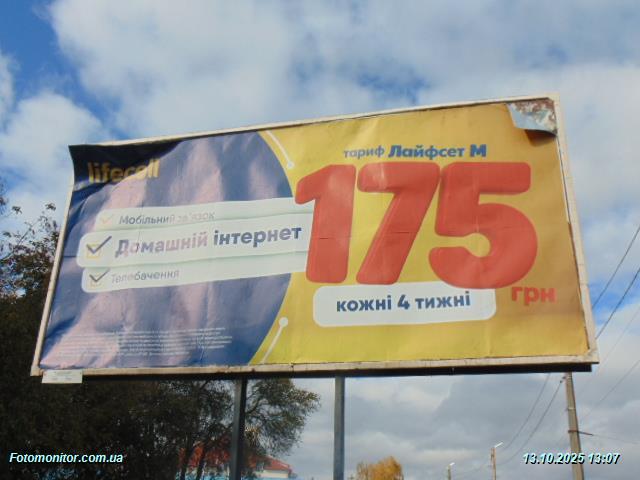 lifecell
тариф Лайфсет М
175
грн
Мобільний зв'язок
Домашній інтернет
Телебачення
кожні 4 тижні
Fotomonitor.com.ua
13.10.2025 13:07